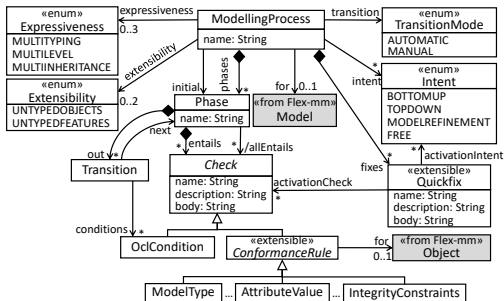 «enum»
Expressiveness
MULTITYPING
MULTILEVEL
MULTIINHERITANCE
expressiveness
0..3
ModellingProcess
name: String
transition
«enum»
TransitionMode
AUTOMATIC
MANUAL
extensibility
0..2
«enum»
Extensibility
UNTYPEDOBJECTS
UNTYPEDFEATURES
initial
phases
*
for
0..1
intent
*
«enum»
Intent
BOTTOMUP
TOPDOWN
MODELREFINEMENT
FREE
Phase
name: String
«from Flex-mm»
Model
next
out
*
*
entails
*
/allEntails
*
fixes
*
*
activationIntent
Transition
Check
name: String
description: String
body: String
activationCheck
*
«extensible»
Quickfix
name: String
description: String
body: String
conditions
*
OclCondition
«extensible»
ConformanceRule
for
0..1
«from Flex-mm»
Object
ModelType
...
AttributeValue
...
IntegrityConstraints